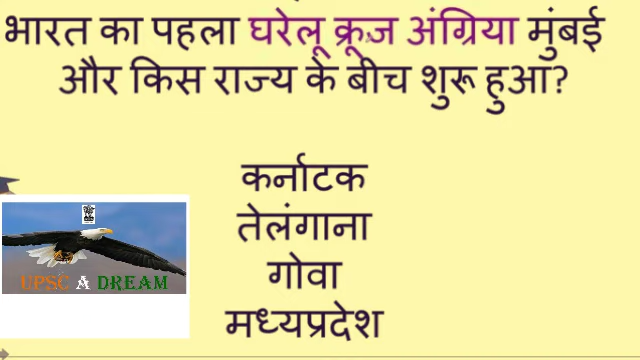 भारत का पहला घरेलू क्रूज अंग्रिया मुंबई
और किस राज्य के बीच शुरू हुआ?
कर्नाटक
तेलंगाना
गोवा
मध्यप्रदेश
UPSC A DREAM